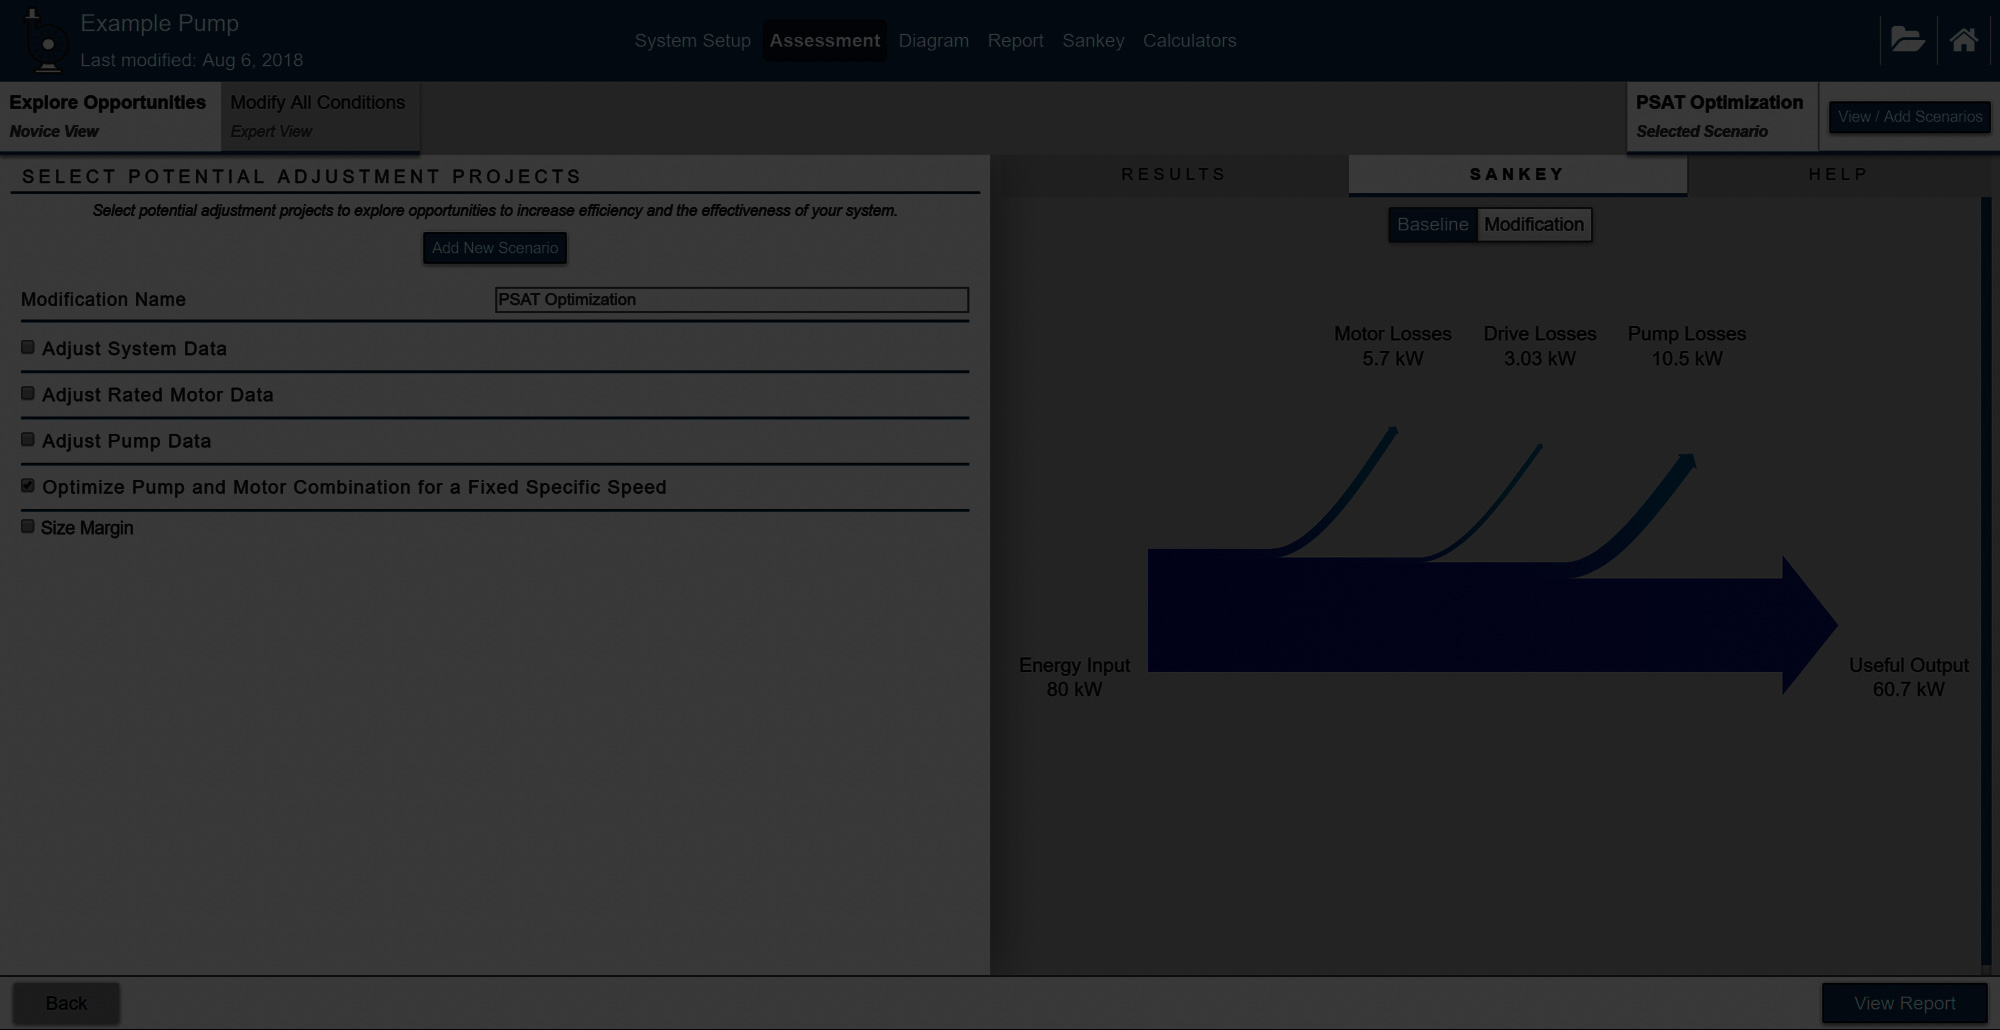 Example Pump
Last modified: Aug 6, 2018
System Setup Assessment Diagram Report Sankey Calculators
Explore Opportunities
Novice View
Modify All Conditions
Expert View
PSAT Optimization
Selected Scenario
View / Add Scenarios
SELECT POTENTIAL ADJUSTMENT PROJECTS
Select potential adjustment projects to explore opportunities to increase efficiency and the effectiveness of your system.
Add New Scenario
Modification Name PSAT Optimization
Adjust System Data
Adjust Rated Motor Data
Adjust Pump Data
Optimize Pump and Motor Combination for a Fixed Specific Speed
Size Margin
RESULTS SANKEY HELP
Baseline Modification
Motor Losses
5.7 kW
Drive Losses
3.03 kW
Pump Losses
10.5 kW
Energy Input
80 kW
Useful Output
60.7 kW
Back
View Report